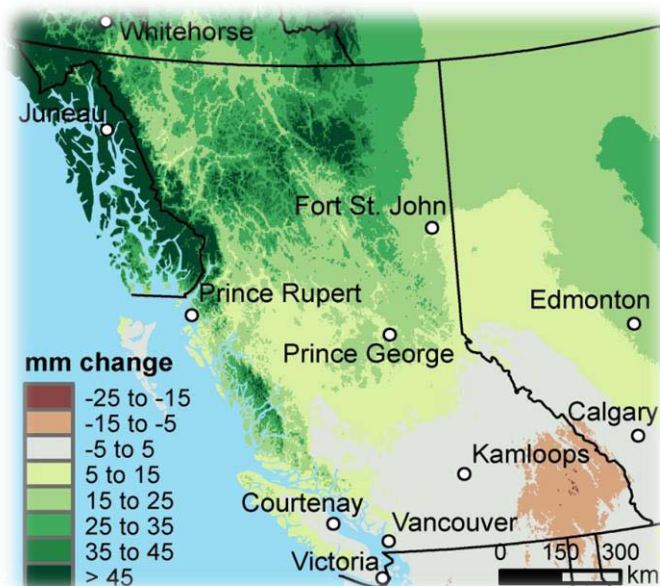 Whitehorse
Juneau
Fort St. John
Prince Rupert
Edmonton
Prince George
mm change
-25 to -15
-15 to -5
-5 to 5
5 to 15
15 to 25
25 to 35
35 to 45
> 45
Calgary
Kamloops
Courtenay
Vancouver
Victoria
0 150 300
km